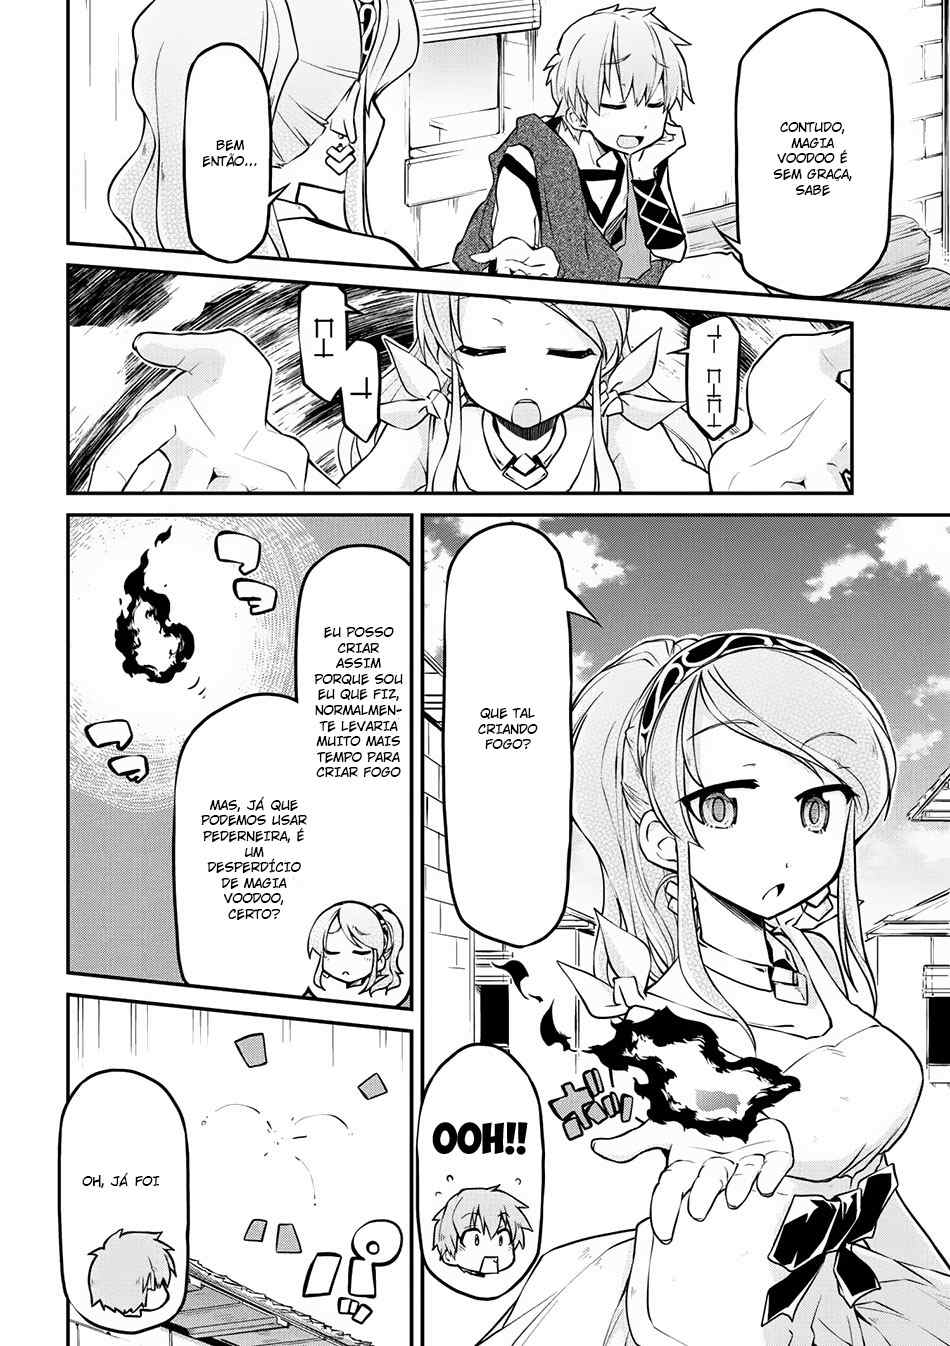 CONTUDO,
MAGIA
VOODOO É
SEM GRAÇA,
SABE
BEM
ENTÃO...
QUE TAL
CRIANDO
FOGO?
ボッ
OOH!!
EU POSSO
CRIAR
ASSIM
PORQUE SOU
EU QUE FIZ,
NORMALMEN-
TE LEVARIA
MUITO MAIS
TEMPO PARA
CRIAR FOGO
MAS, JÁ QUE
PODEMOS USAR
PEDERNEIRA, É
UM
DESPERDÍCIO
DE MAGIA
VOODOO,
CERTO?
OH, JÁ FOI